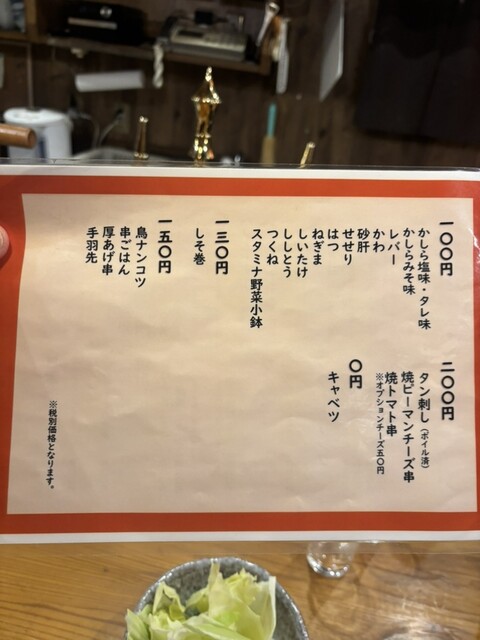 一〇〇円
かしら塩味・タレ味
かしらみそ味
レバー
かわ
砂肝
せせり
はつ
ねぎま
しいたけ
ししとう
つくね
スタミナ野菜小鉢
一三〇円
しそ巻
一五〇円
鳥ナンコツ
串ごはん
厚あげ串
手羽先
二〇〇円
タン刺し（ボイル済）
焼ピーマンチーズ串
焼トマト串
※オプションチーズ五〇円
〇円
キャベツ
※税別価格となります。